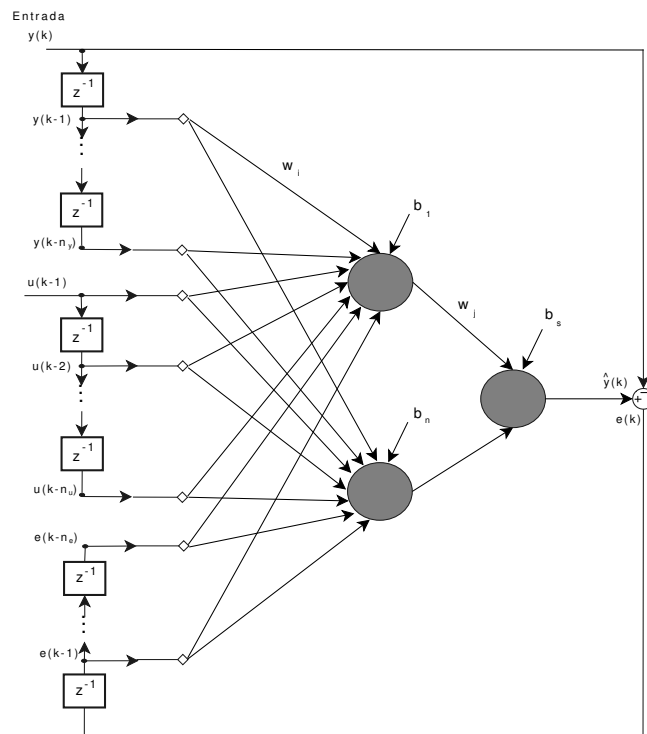 Entrada
y(k)
z⁻¹
y(k-1)
z⁻¹
y(k-n_y)
u(k-1)
z⁻¹
u(k-2)
z⁻¹
u(k-n_u)
e(k-n_e)
z⁻¹
e(k-1)
z⁻¹
w_i
b_1
w_j
b_s
b_n
ŷ(k)
+
−
e(k)